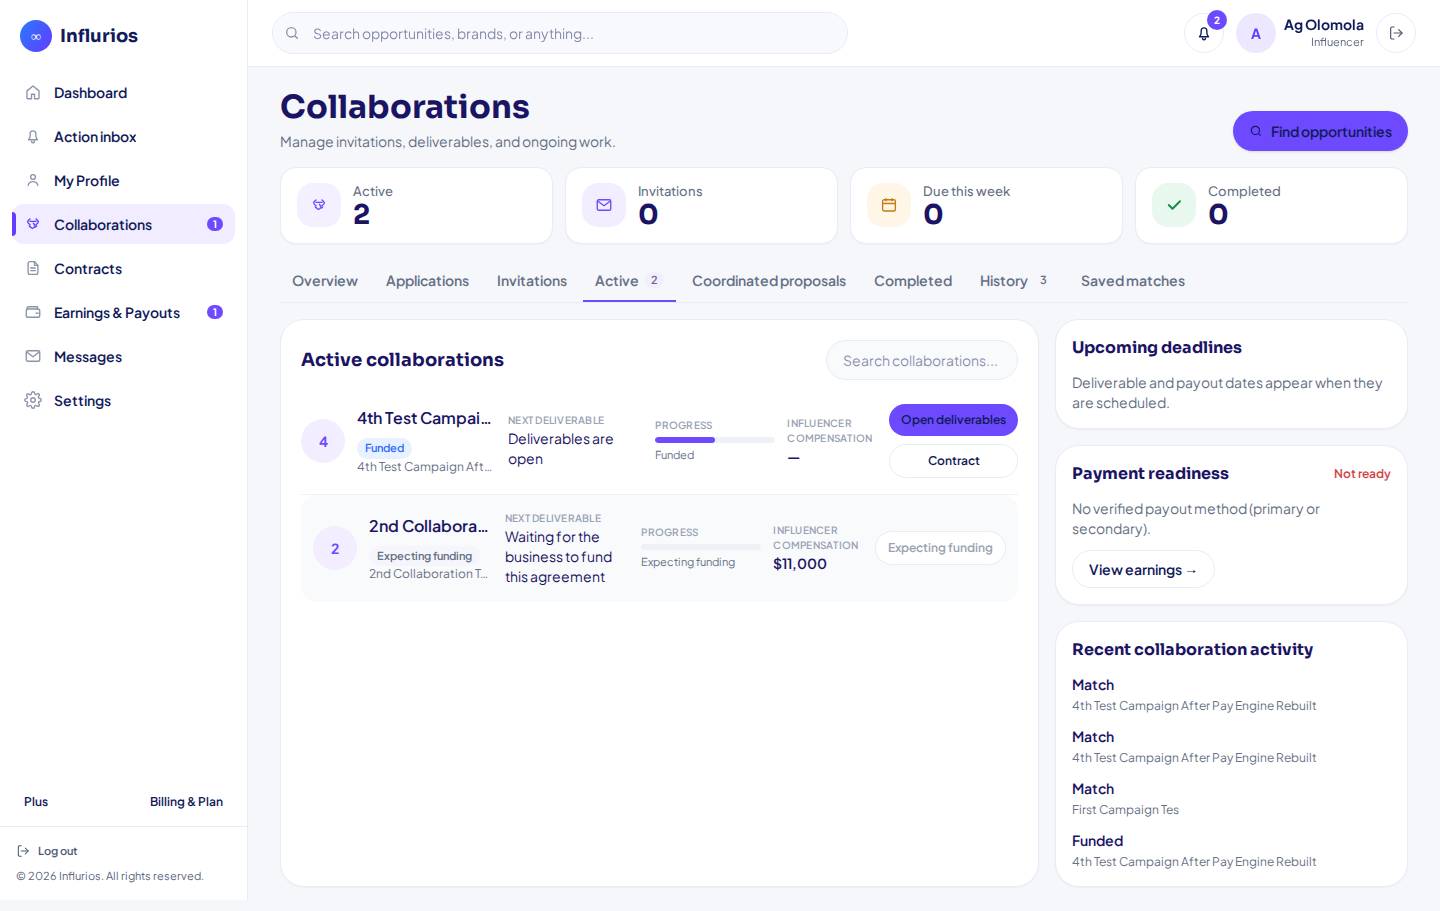 ∞ Influrios
Search opportunities, brands, or anything...
2
A
Ag Olomola
Influencer
Dashboard
Action inbox
My Profile
Collaborations 1
Contracts
Earnings & Payouts 1
Messages
Settings
Plus
Billing & Plan
Log out
© 2026 Influrios. All rights reserved.
Collaborations
Manage invitations, deliverables, and ongoing work.
Find opportunities
Active
2
Invitations
0
Due this week
0
Completed
0
Overview
Applications
Invitations
Active 2
Coordinated proposals
Completed
History 3
Saved matches
Active collaborations
Search collaborations...
4
4th Test Campai...
Funded
4th Test Campaign Aft...
NEXT DELIVERABLE
Deliverables are
open
PROGRESS
Funded
INFLUENCER
COMPENSATION
—
Open deliverables
Contract
2
2nd Collabora...
Expecting funding
2nd Collaboration T...
NEXT DELIVERABLE
Waiting for the
business to fund
this agreement
PROGRESS
Expecting funding
INFLUENCER
COMPENSATION
$11,000
Expecting funding
Upcoming deadlines
Deliverable and payout dates appear when they
are scheduled.
Payment readiness
Not ready
No verified payout method (primary or
secondary).
View earnings →
Recent collaboration activity
Match
4th Test Campaign After Pay Engine Rebuilt
Match
4th Test Campaign After Pay Engine Rebuilt
Match
First Campaign Tes
Funded
4th Test Campaign After Pay Engine Rebuilt